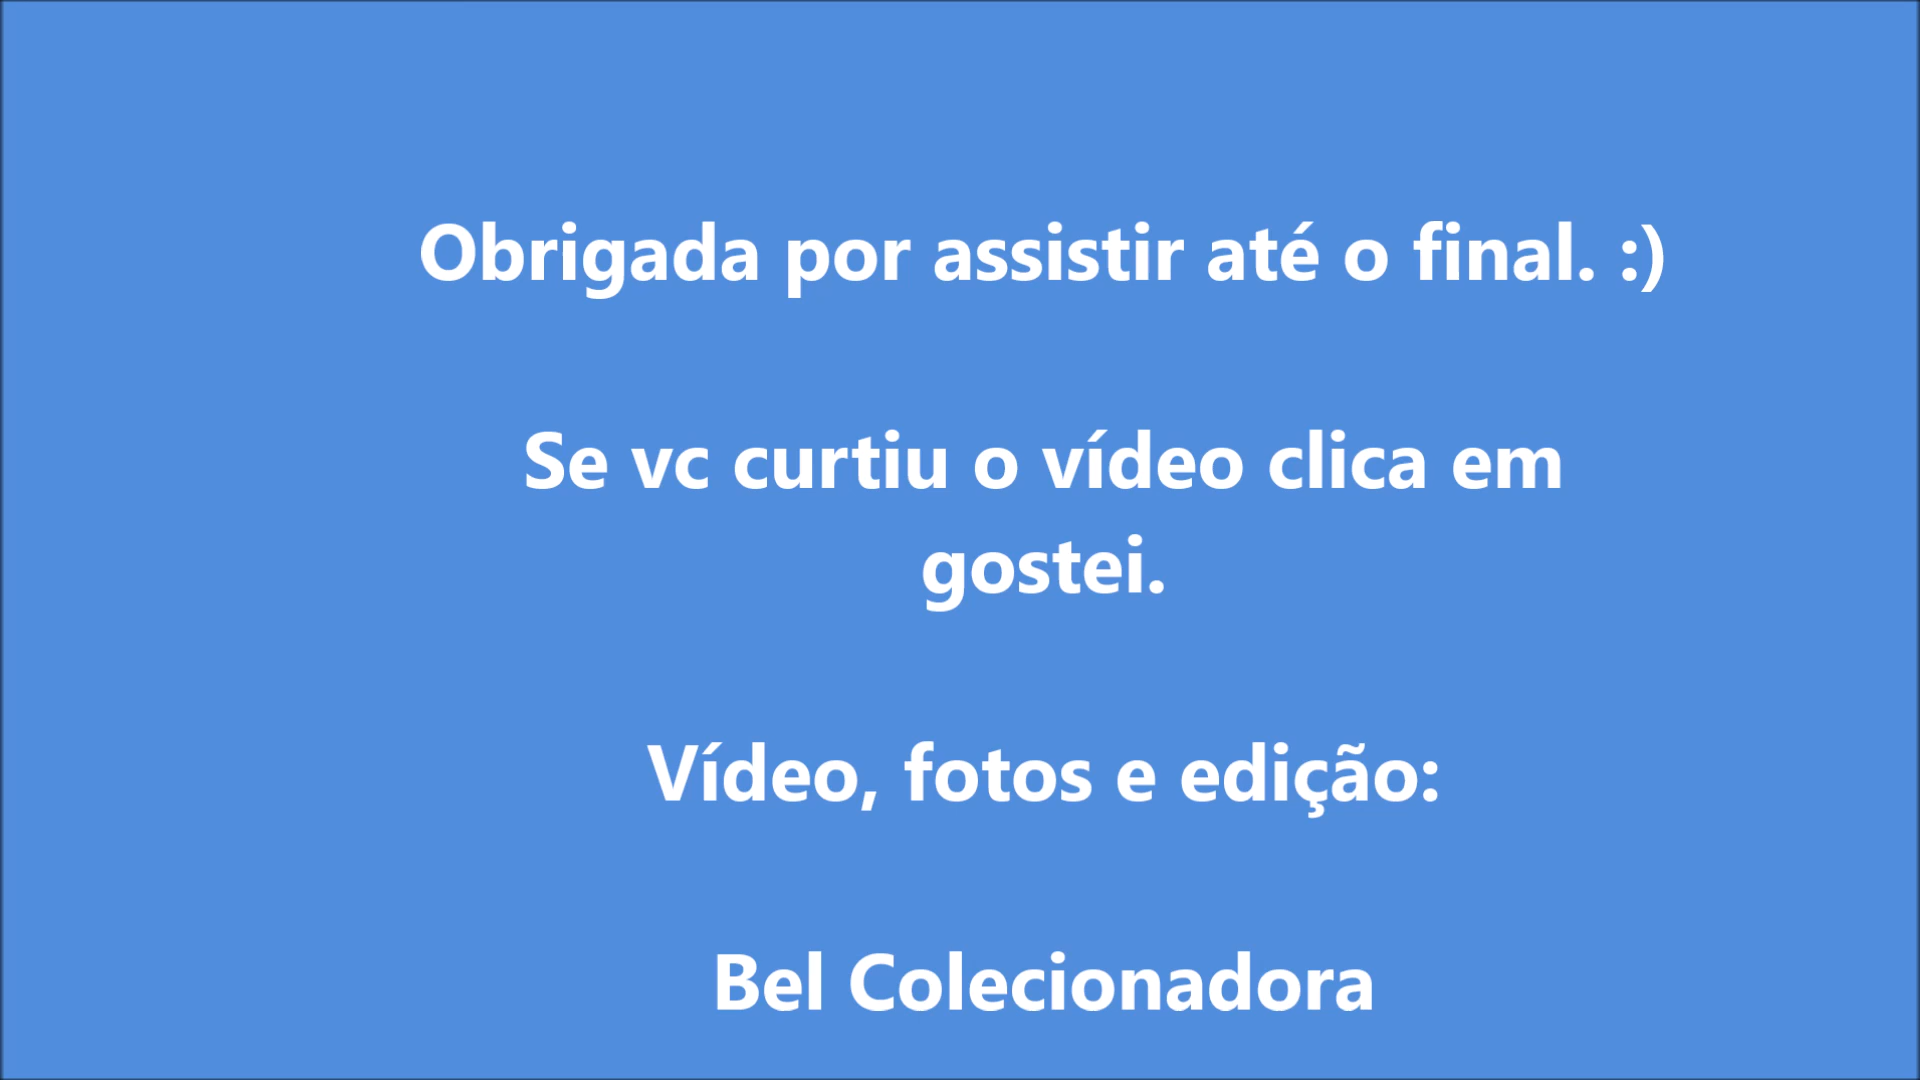 Obrigada por assistir até o final. :)
Se vc curtiu o vídeo clica em
gostei.
Vídeo, fotos e edição:
Bel Colecionadora